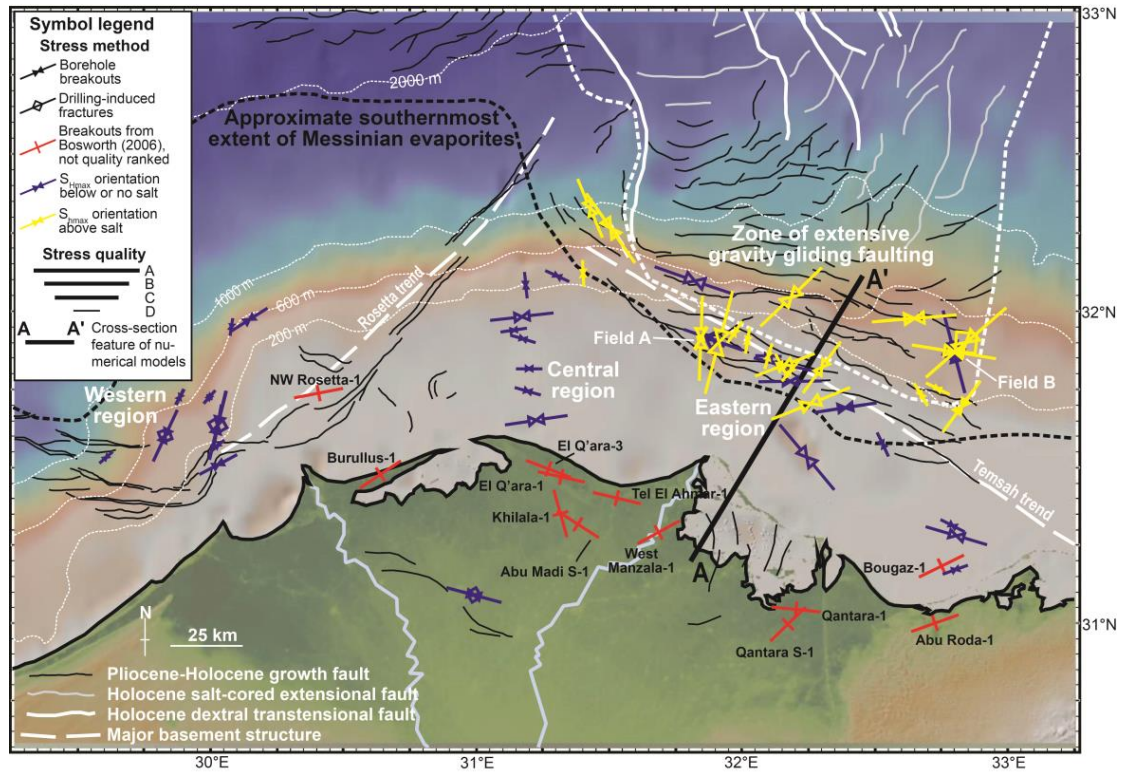 Symbol legend
Stress method
Borehole
breakouts
Drilling-induced
fractures
Breakouts from
Bosworth (2006),
not quality ranked
SHmax orientation
below or no salt
Shmax orientation
above salt
Stress quality
A
B
C
D
A A' Cross-section
feature of nu-
merical models
33°N
2000 m
Approximate southernmost
extent of Messinian evaporites
Zone of extensive
gravity gliding faulting
A'
1000 m
600 m
200 m
Rosetta trend
32°N
Field A
NW Rosetta-1
Central
region
Western
region
Field B
Eastern
region
El Q'ara-3
Burullus-1
El Q'ara-1
Tel El Ahmar-1
Temsah trend
Khilala-1
West
Manzala-1
Abu Madi S-1
A
Bougaz-1
N
25 km
Qantara-1
31°N
Qantara S-1
Abu Roda-1
Pliocene-Holocene growth fault
Holocene salt-cored extensional fault
Holocene dextral transtensional fault
Major basement structure
30°E
31°E
32°E
33°E